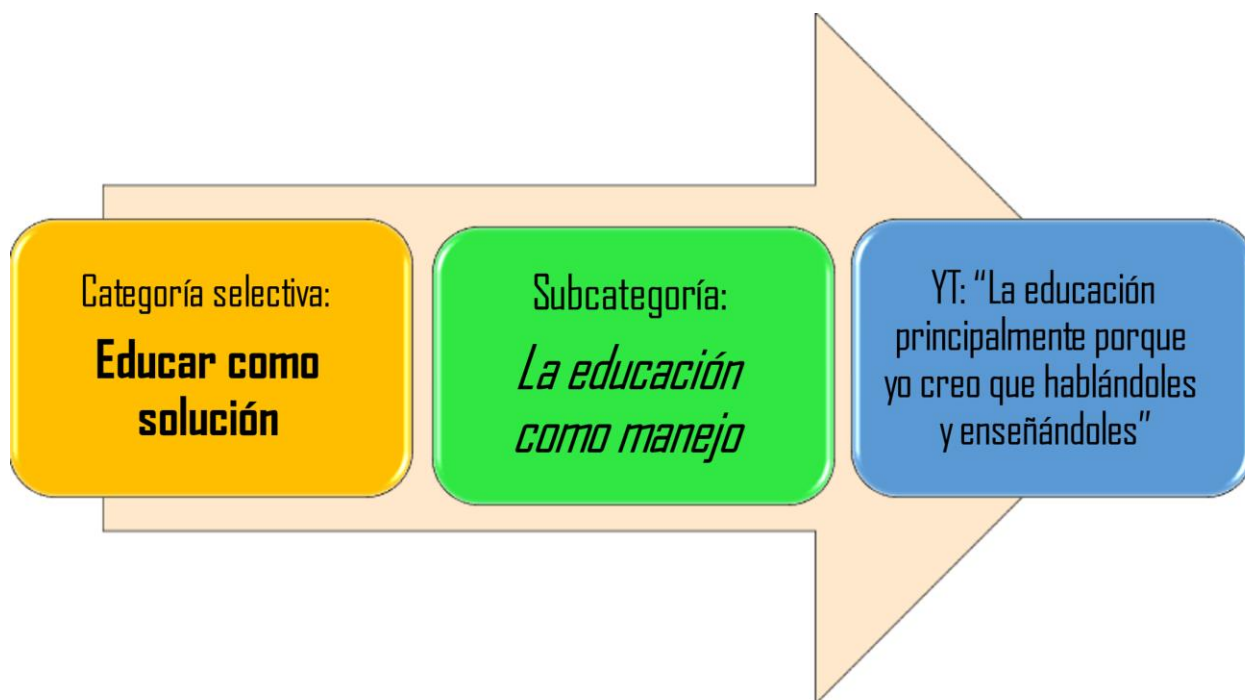 Categoría selectiva:
Educar como
solución
Subcategoría:
La educación
como manejo
YT: “La educación
principalmente porque
yo creo que hablándoles
y enseñándoles”